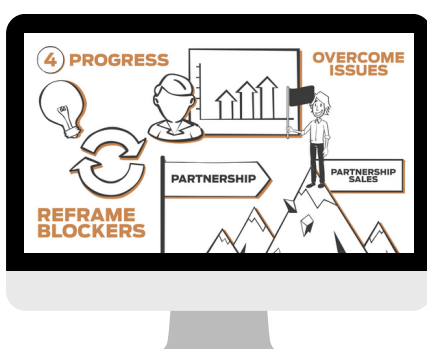 4 PROGRESS
OVERCOME
ISSUES
PARTNERSHIP
PARTNERSHIP
SALES
REFRAME
BLOCKERS